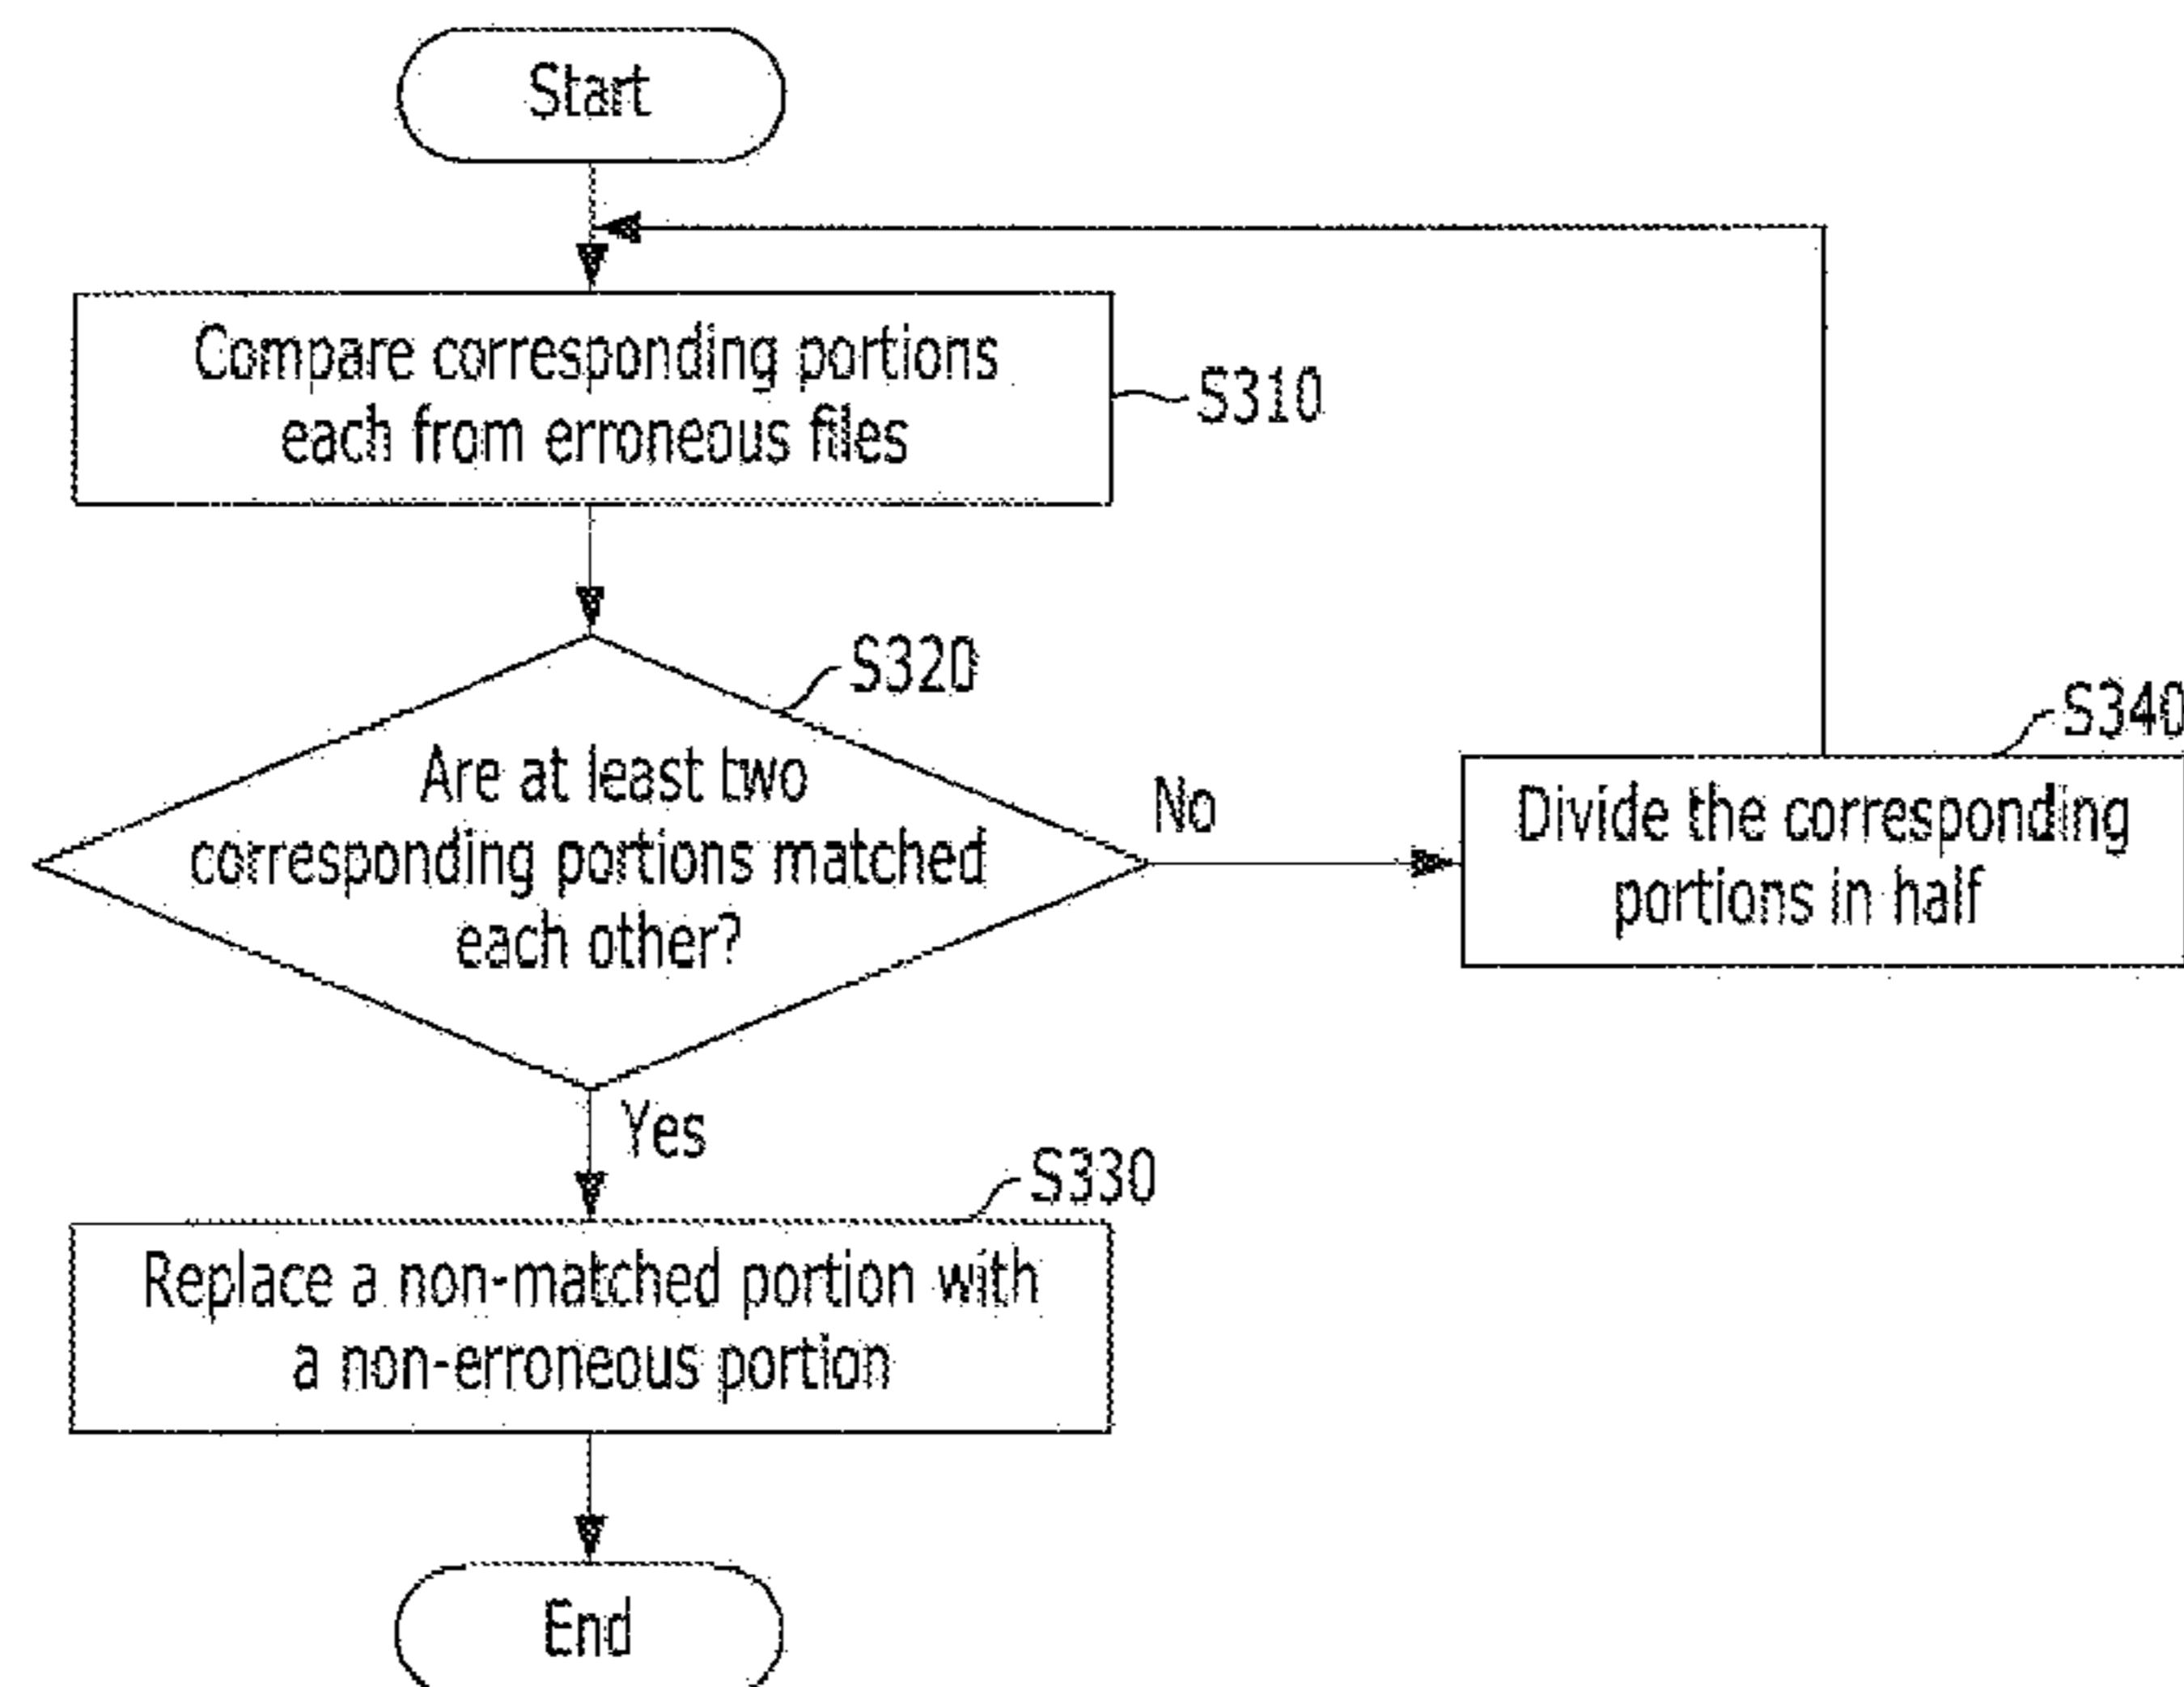 Start
Compare corresponding portions
each from erroneous files
S310
S320
Are at least two
corresponding portions matched
each other?
No
S340
Divide the corresponding
portions in half
Yes
S330
Replace a non-matched portion with
a non-erroneous portion
End